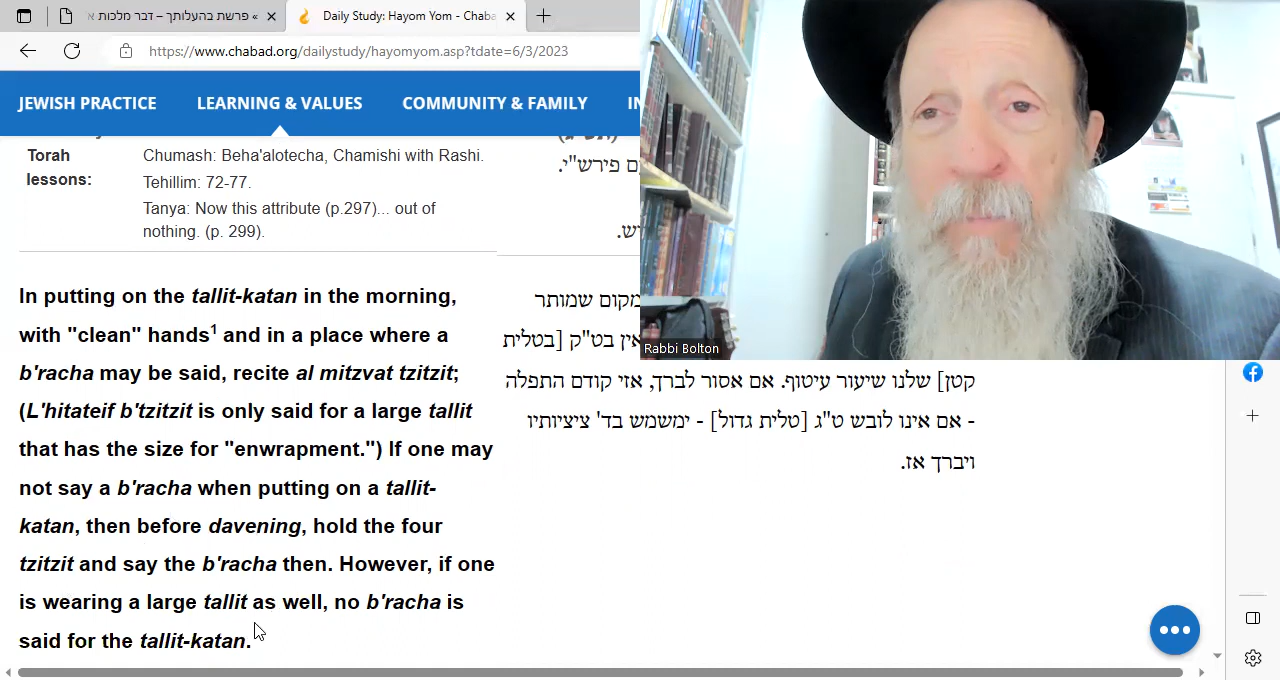 » פרשת בהעלותך – דבר מלכות א
Daily Study: Hayom Yom - Chaba
https://www.chabad.org/dailystudy/hayomyom.asp?tdate=6/3/2023
JEWISH PRACTICE LEARNING & VALUES COMMUNITY & FAMILY IN
Torah lessons:
Chumash: Beha'alotecha, Chamishi with Rashi.
Tehillim: 72-77.
Tanya: Now this attribute (p.297)... out of
nothing. (p. 299).
In putting on the tallit-katan in the morning,
with "clean" hands¹ and in a place where a
b'racha may be said, recite al mitzvat tzitzit;
(L'hitateif b'tzitzit is only said for a large tallit
that has the size for "enwrapment.") If one may
not say a b'racha when putting on a tallit-
katan, then before davening, hold the four
tzitzit and say the b'racha then. However, if one
is wearing a large tallit as well, no b'racha is
said for the tallit-katan.
ם פירש"י.
מקום שמותר
אין בט"ק [בטלית
קטן] שלנו שיעור עיטוף. אם אסור לברך, אזי קודם התפלה
- אם אינו לובש ט"ג [טלית גדול] - ימשמש בד' ציציותיו
ויברך אז.
Rabbi Bolton